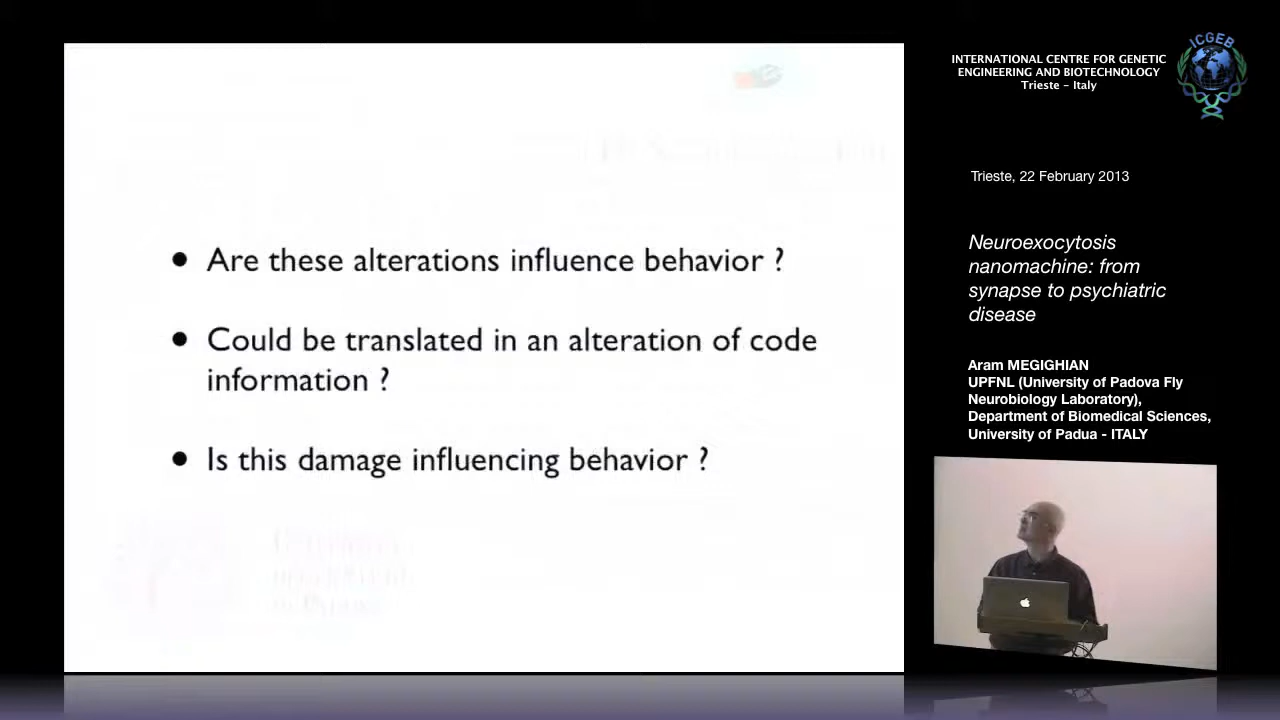 • Are these alterations influence behavior ?
• Could be translated in an alteration of code
information ?
• Is this damage influencing behavior ?
INTERNATIONAL CENTRE FOR GENETIC
ENGINEERING AND BIOTECHNOLOGY
Trieste – Italy
ICGEB
Trieste, 22 February 2013
Neuroexocytosis
nanomachine: from
synapse to psychiatric
disease
Aram MEGIGHIAN
UPFNL (University of Padova Fly
Neurobiology Laboratory),
Department of Biomedical Sciences,
University of Padua - ITALY